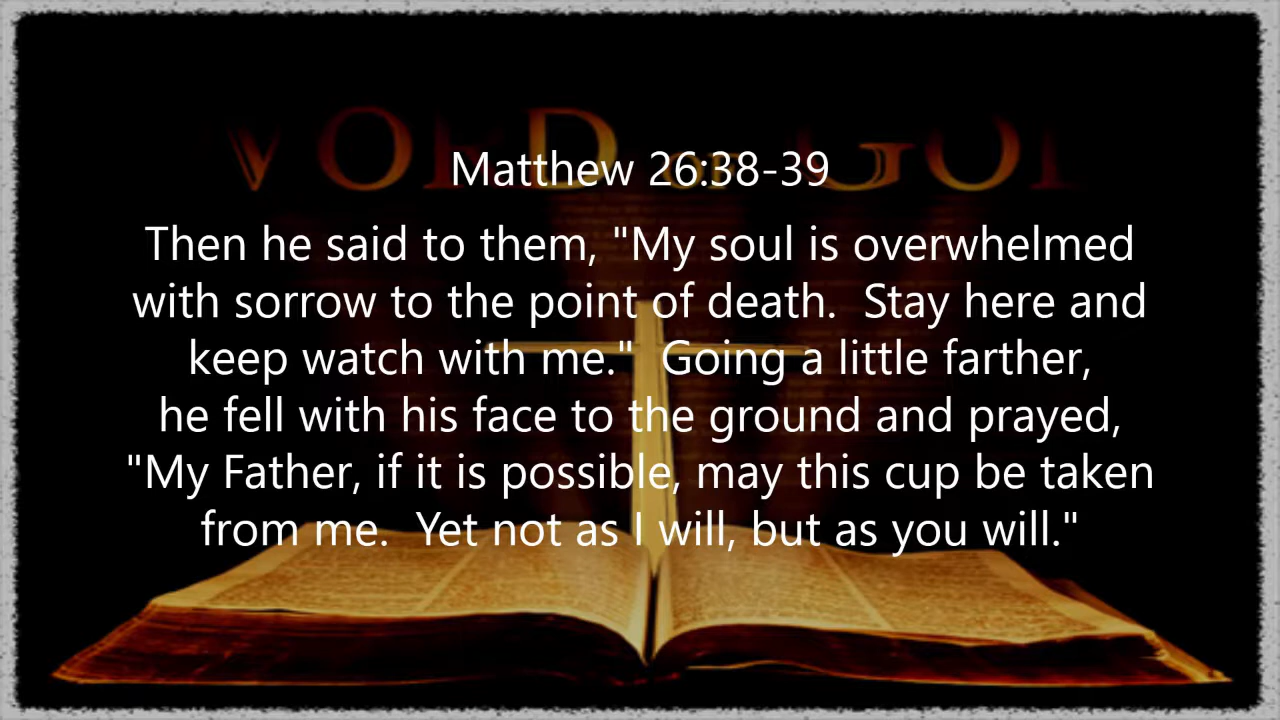 WORD OF GOD
Matthew 26:38-39
Then he said to them, "My soul is overwhelmed
with sorrow to the point of death.  Stay here and
keep watch with me."  Going a little farther,
he fell with his face to the ground and prayed,
"My Father, if it is possible, may this cup be taken
from me.  Yet not as I will, but as you will."